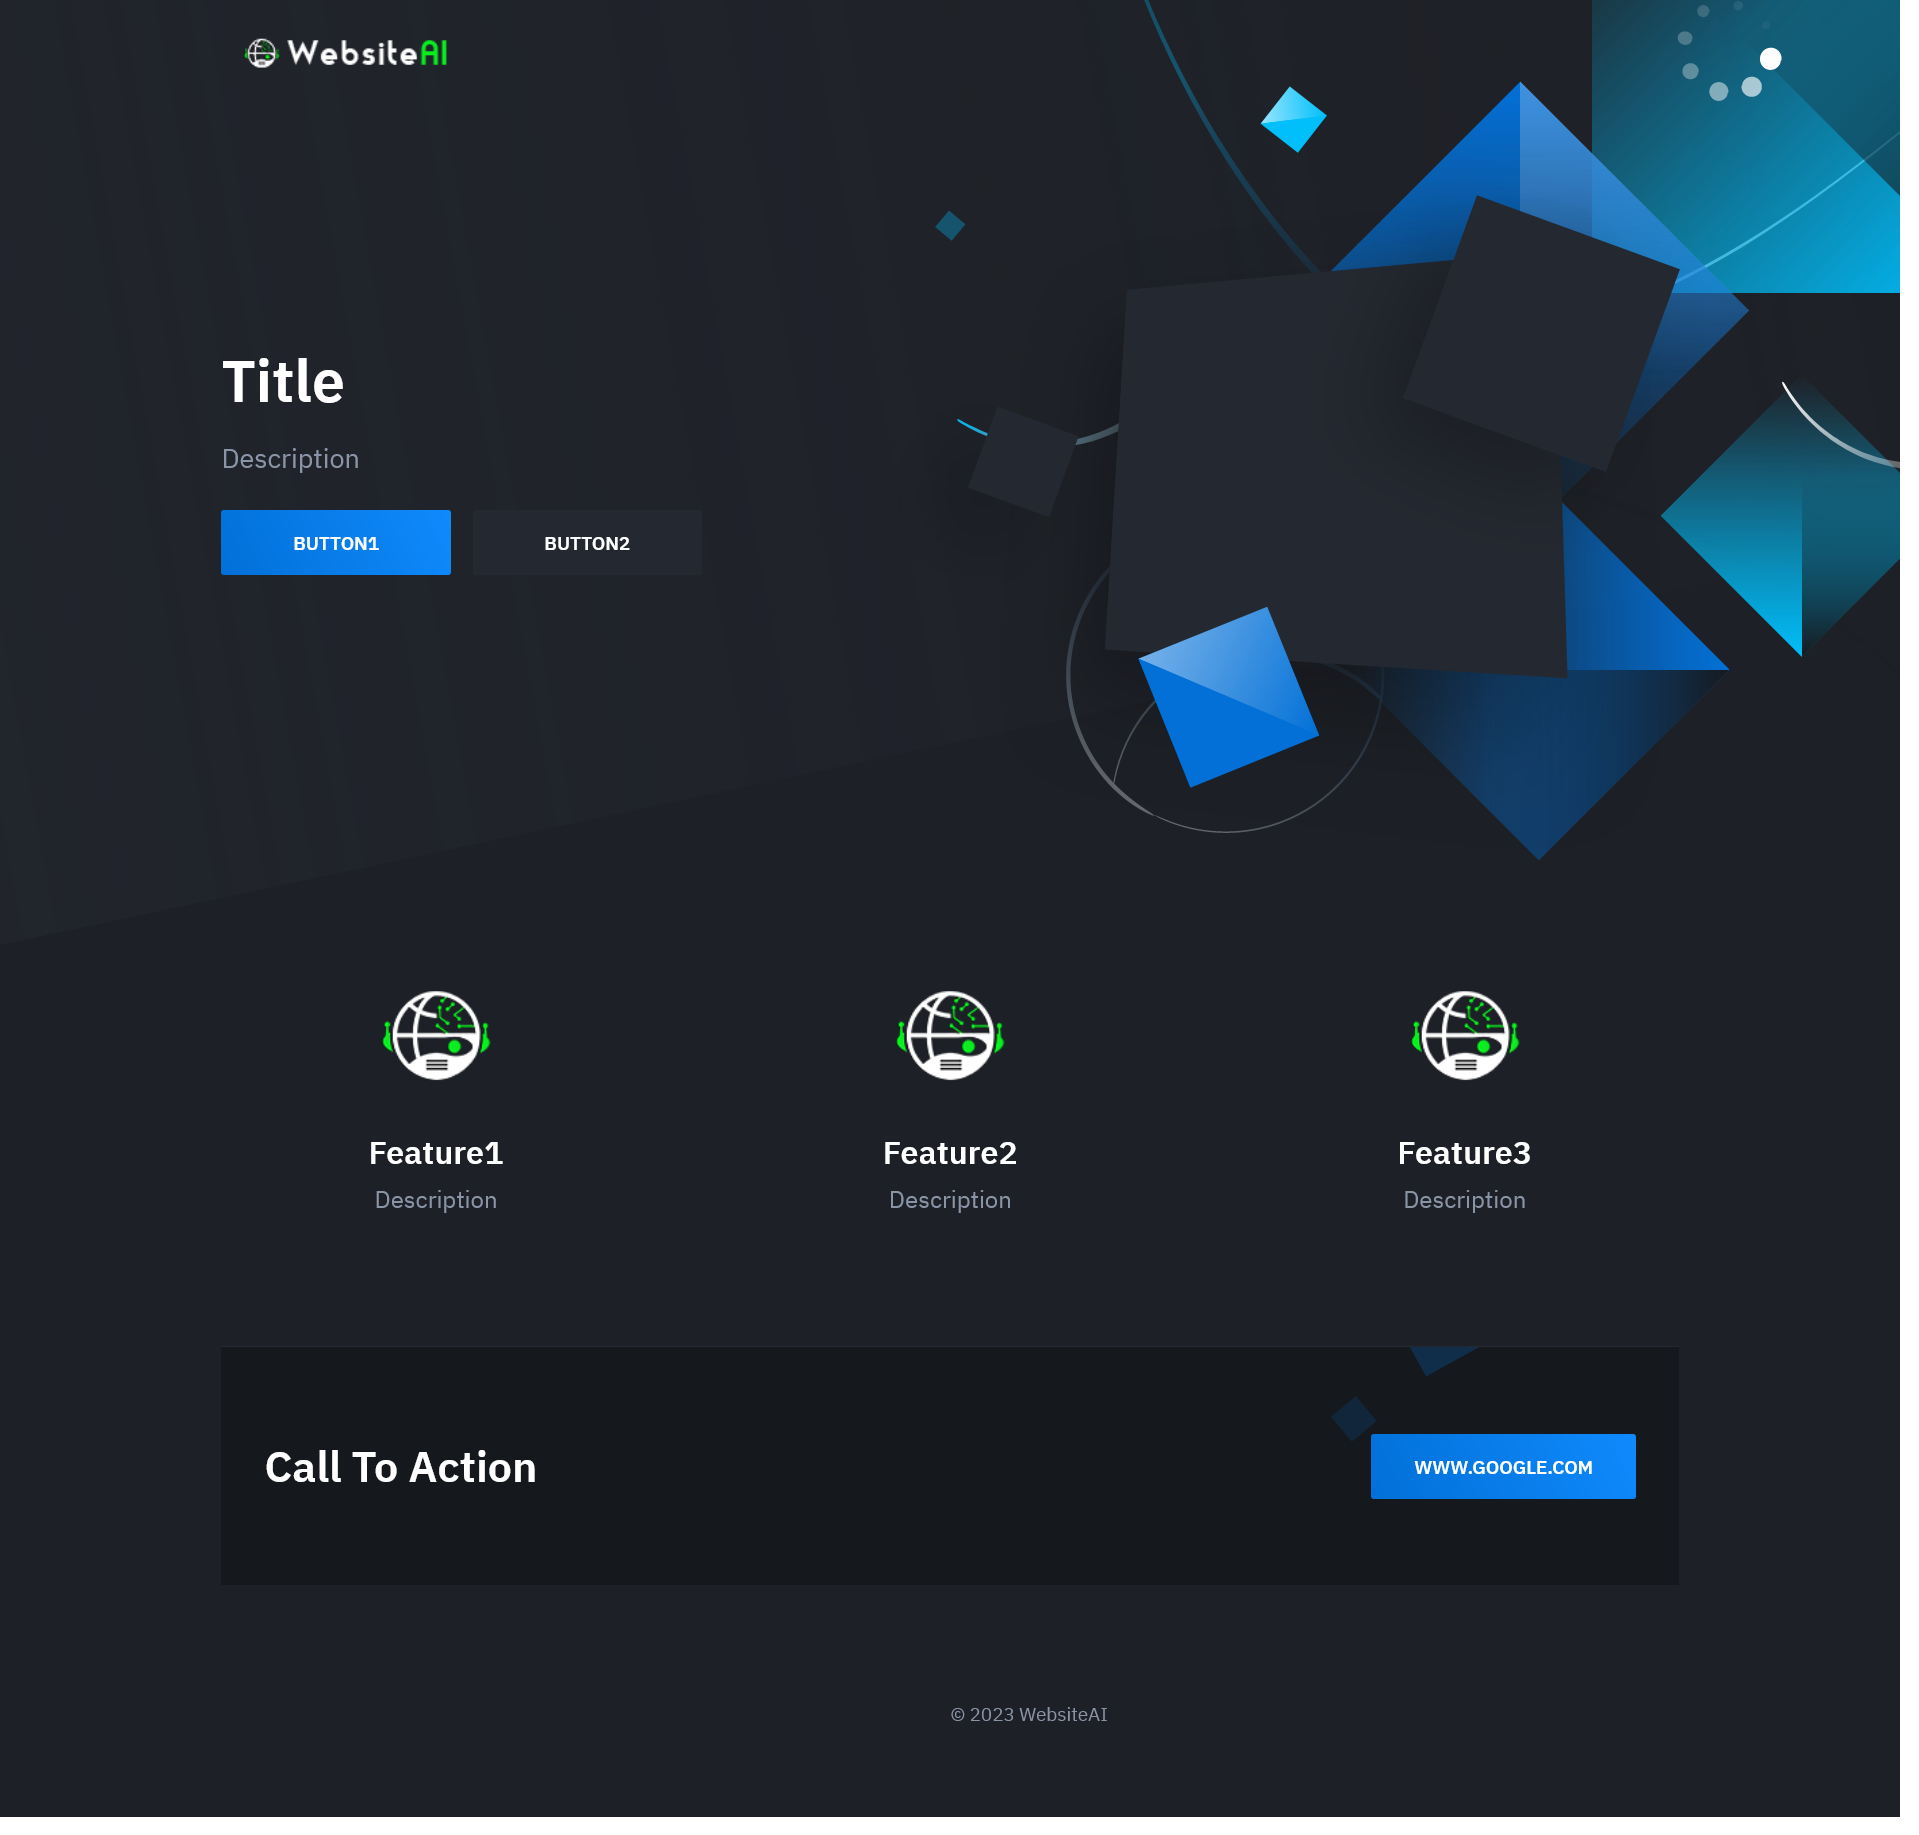 WebsiteAI
Title
Description
BUTTON1 BUTTON2
Feature1 Feature2 Feature3
Description Description Description
Call To Action
WWW.GOOGLE.COM
© 2023 WebsiteAI